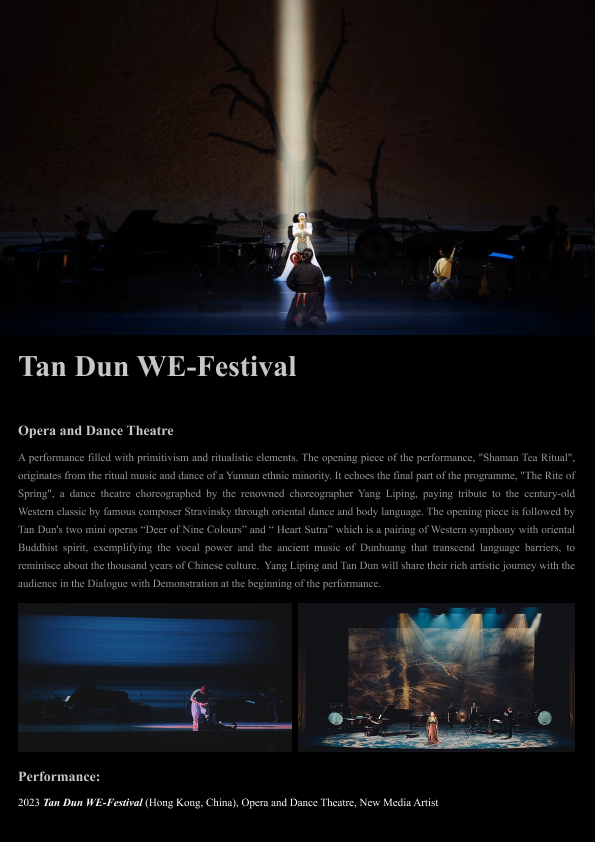 Tan Dun WE-Festival
Opera and Dance Theatre
A performance filled with primitivism and ritualistic elements. The opening piece of the performance, "Shaman Tea Ritual",
originates from the ritual music and dance of a Yunnan ethnic minority. It echoes the final part of the programme, "The Rite of
Spring", a dance theatre choreographed by the renowned choreographer Yang Liping, paying tribute to the century-old
Western classic by famous composer Stravinsky through oriental dance and body language. The opening piece is followed by
Tan Dun's two mini operas “Deer of Nine Colours” and “ Heart Sutra” which is a pairing of Western symphony with oriental
Buddhist spirit, exemplifying the vocal power and the ancient music of Dunhuang that transcend language barriers, to
reminisce about the thousand years of Chinese culture.  Yang Liping and Tan Dun will share their rich artistic journey with the
audience in the Dialogue with Demonstration at the beginning of the performance.
Performance:
2023 Tan Dun WE-Festival (Hong Kong, China), Opera and Dance Theatre, New Media Artist